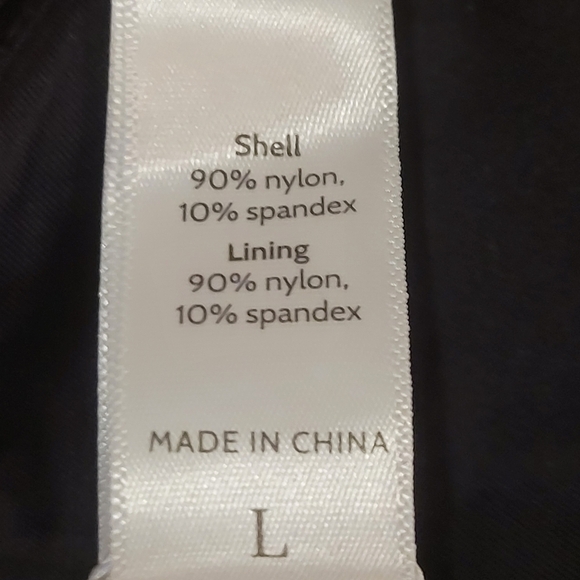 Shell
90% nylon,
10% spandex
Lining
90% nylon,
10% spandex
MADE IN CHINA
L